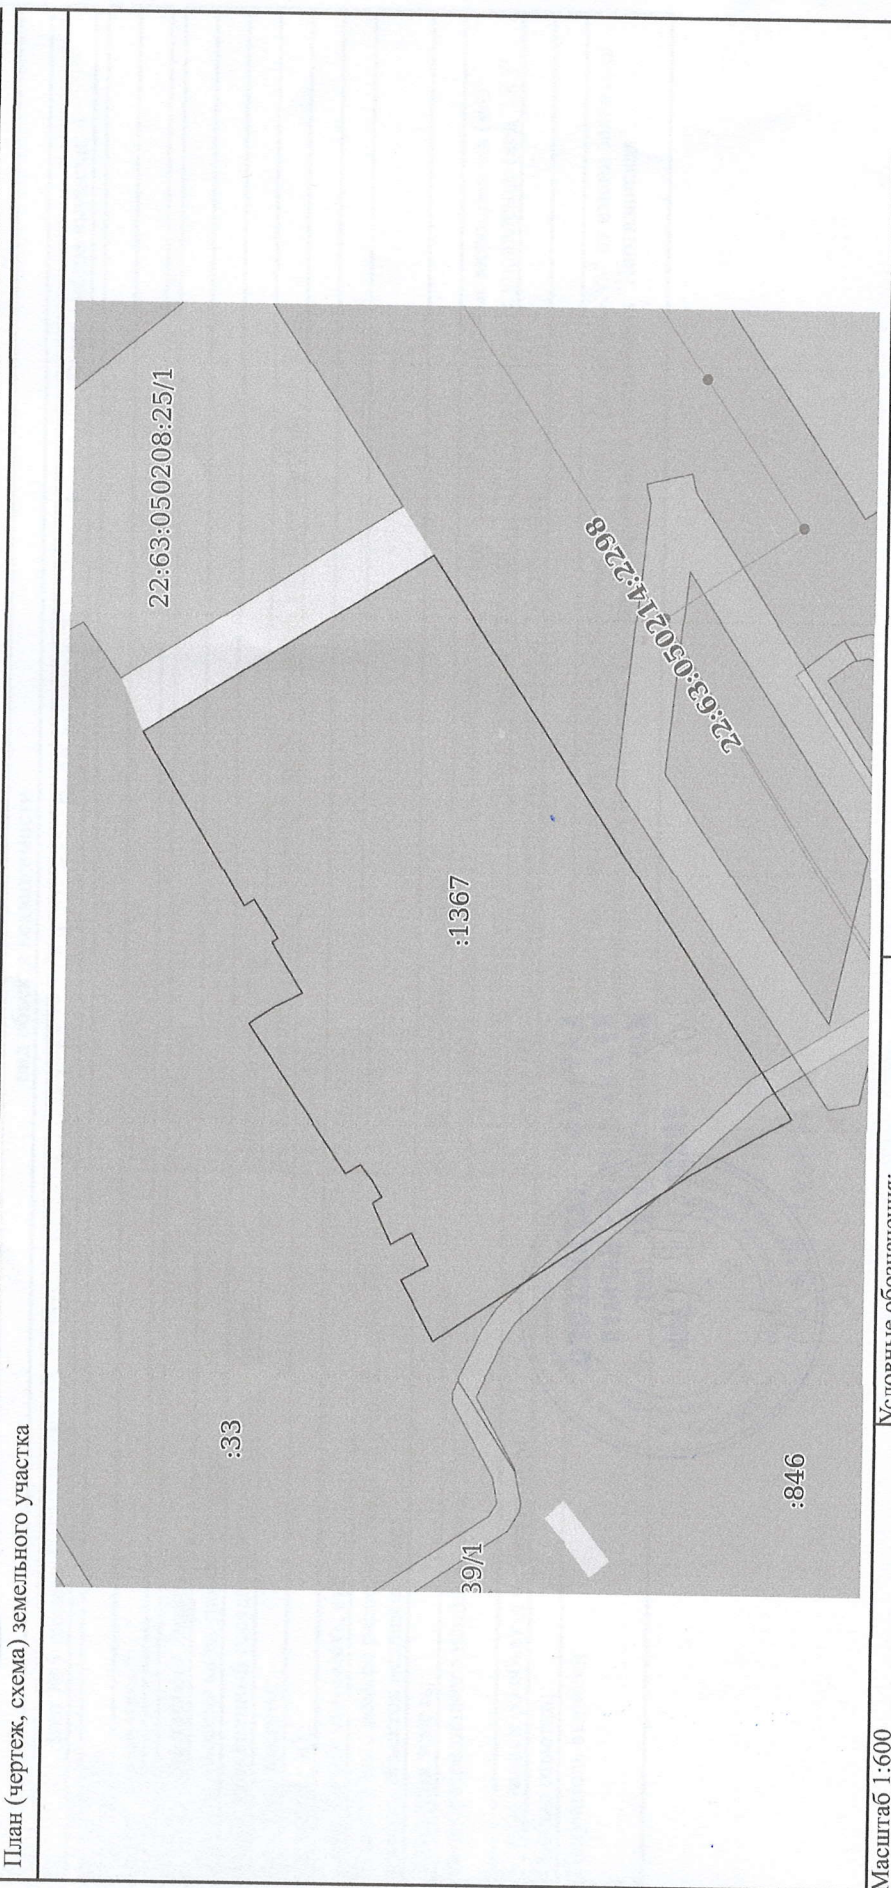 План (чертеж, схема) земельного участка
22:63:050208:25/1
22:63:050214:2298
:1367
:33
39/1
:846
Масштаб 1:600
Условные обозначения: